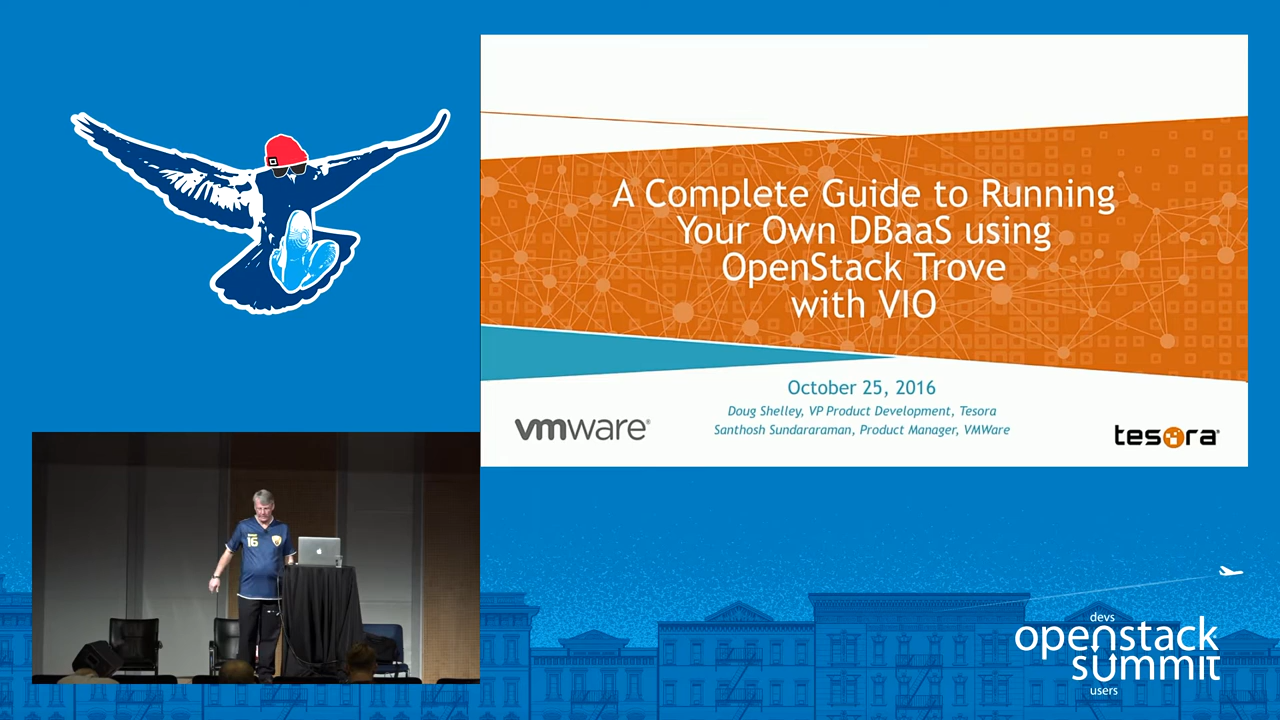 A Complete Guide to Running
Your Own DBaaS using
OpenStack Trove
with VIO
October 25, 2016
Doug Shelley, VP Product Development, Tesora
Santhosh Sundararaman, Product Manager, VMWare
vmware®
tesora
16
devs
openstack
summit
users